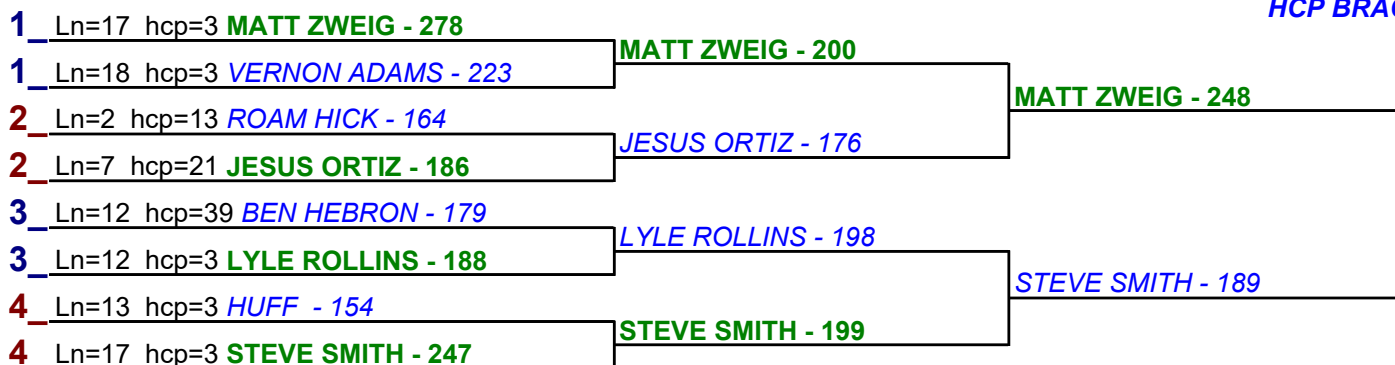 HCP
1_ Ln=17 hcp=3 MATT ZWEIG - 278
MATT ZWEIG - 200
1_ Ln=18 hcp=3 VERNON ADAMS - 223
MATT ZWEIG - 248
2_ Ln=2 hcp=13 ROAM HICK - 164
JESUS ORTIZ - 176
2_ Ln=7 hcp=21 JESUS ORTIZ - 186
3_ Ln=12 hcp=39 BEN HEBRON - 179
LYLE ROLLINS - 198
3_ Ln=12 hcp=3 LYLE ROLLINS - 188
STEVE SMITH - 189
4_ Ln=13 hcp=3 HUFF - 154
STEVE SMITH - 199
4 Ln=17 hcp=3 STEVE SMITH - 247